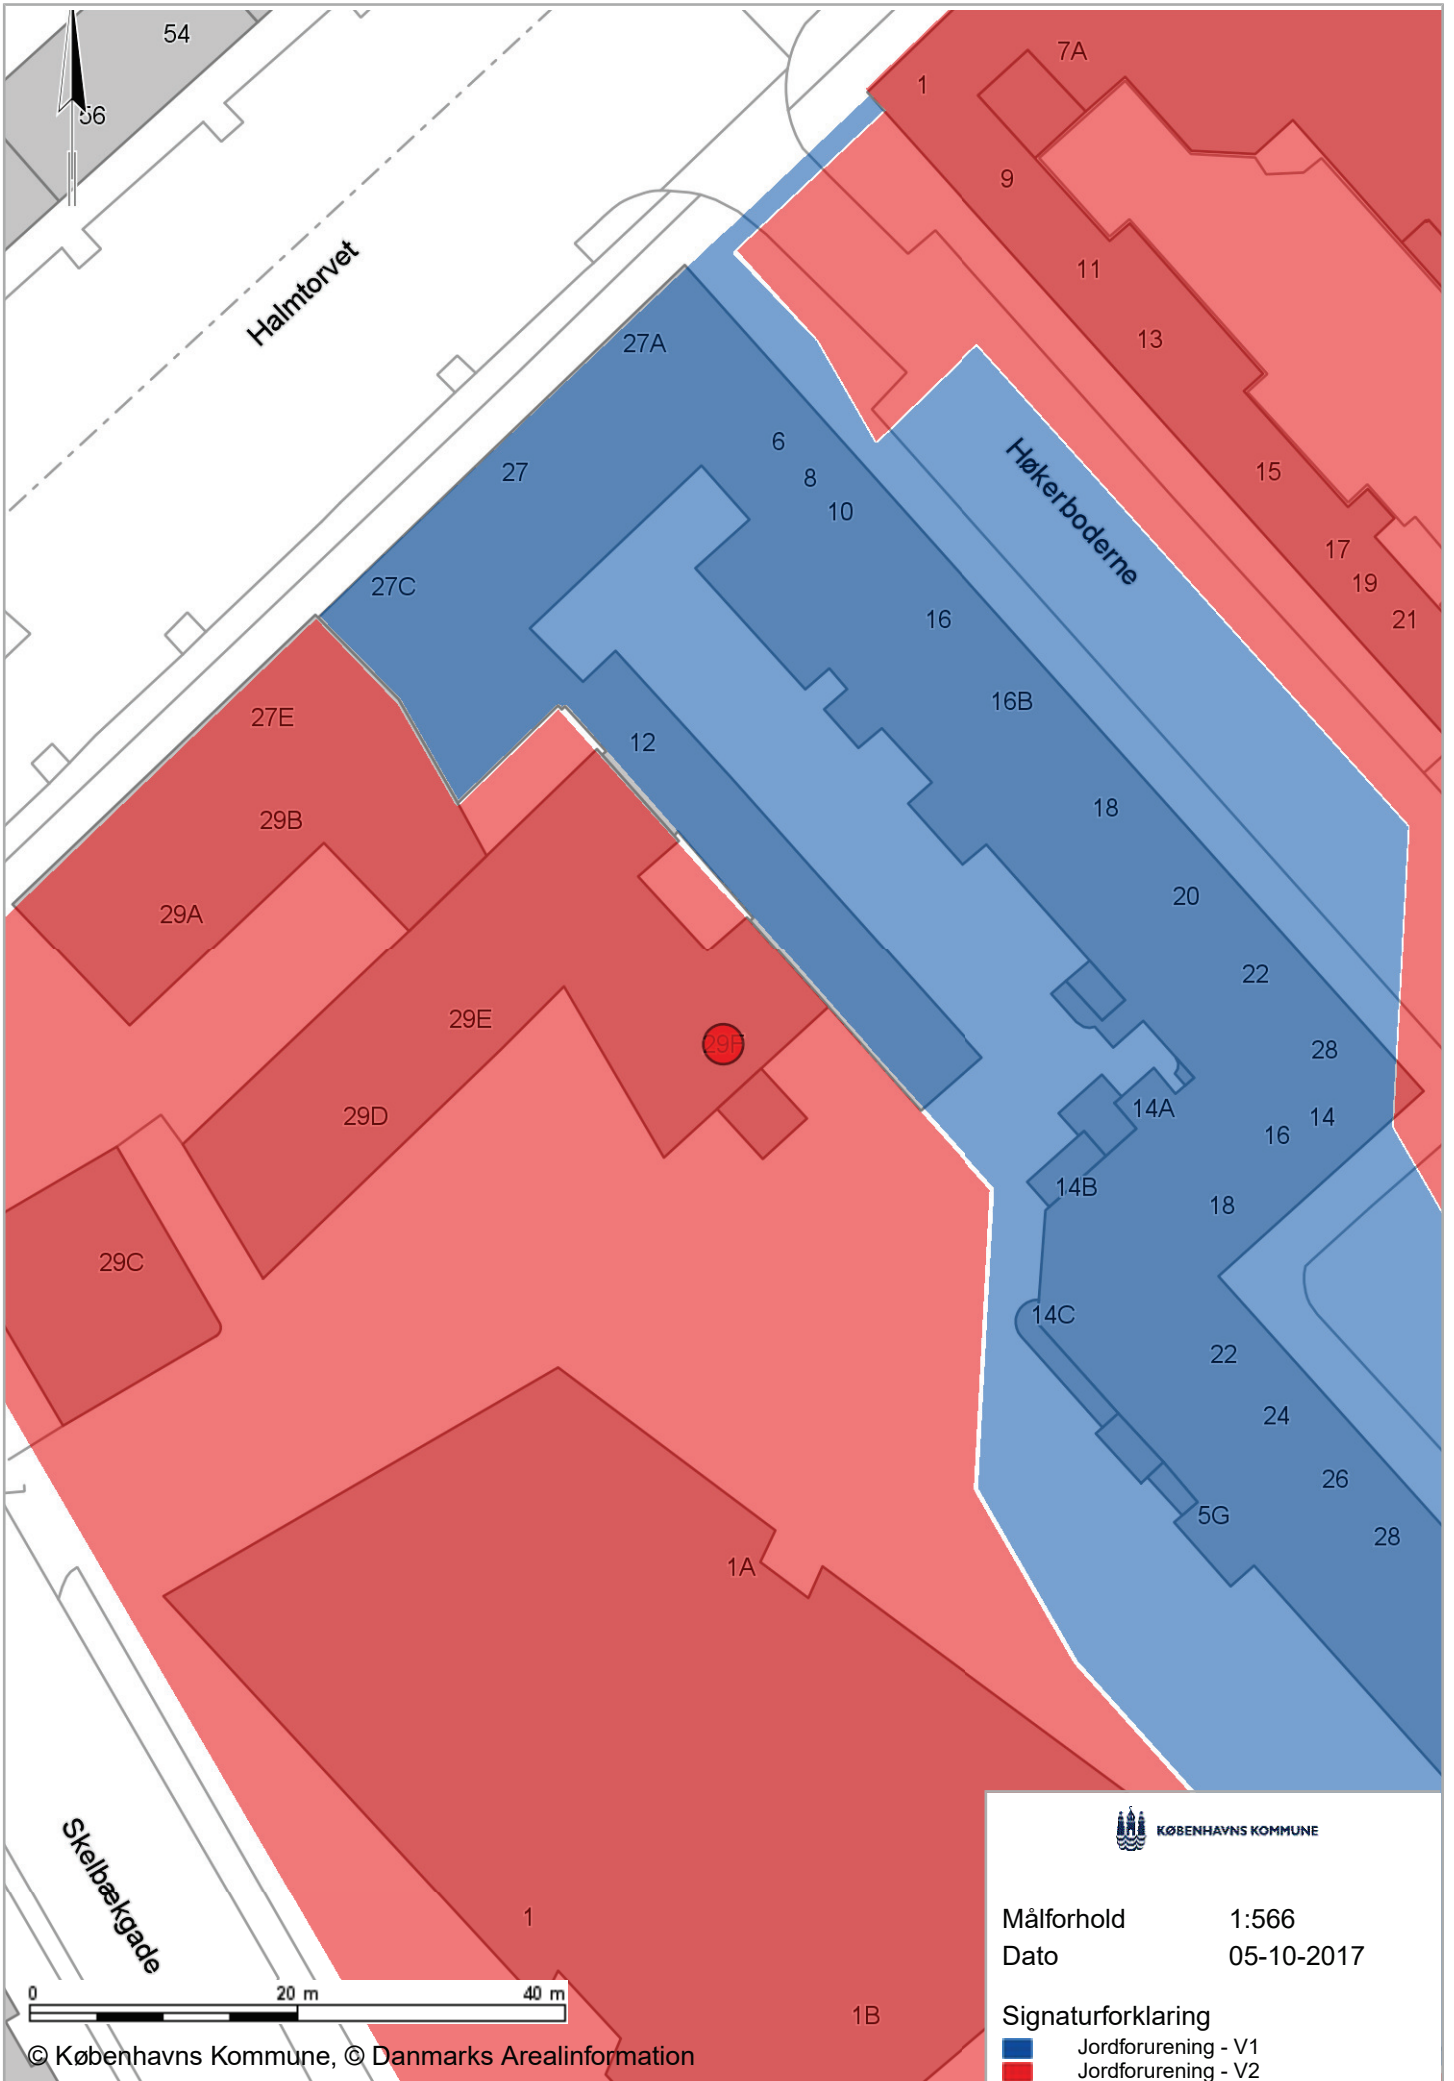 54
7A
1
56
9
Halmtorvet
11
27A
13
6
27
8
15
Høkerboderne
10
17
27C
19
16
21
16B
27E
12
18
29B
20
29A
22
29E
29F
28
14A
29D
14
16
14B
18
29C
14C
22
24
26
5G
28
1A
Skelbækgade
KØBENHAVNS KOMMUNE
1
Målforhold 1:566
Dato 05-10-2017
0 20 m 40 m
1B
Signaturforklaring
© Københavns Kommune, © Danmarks Arealinformation
Jordforurening - V1
Jordforurening - V2